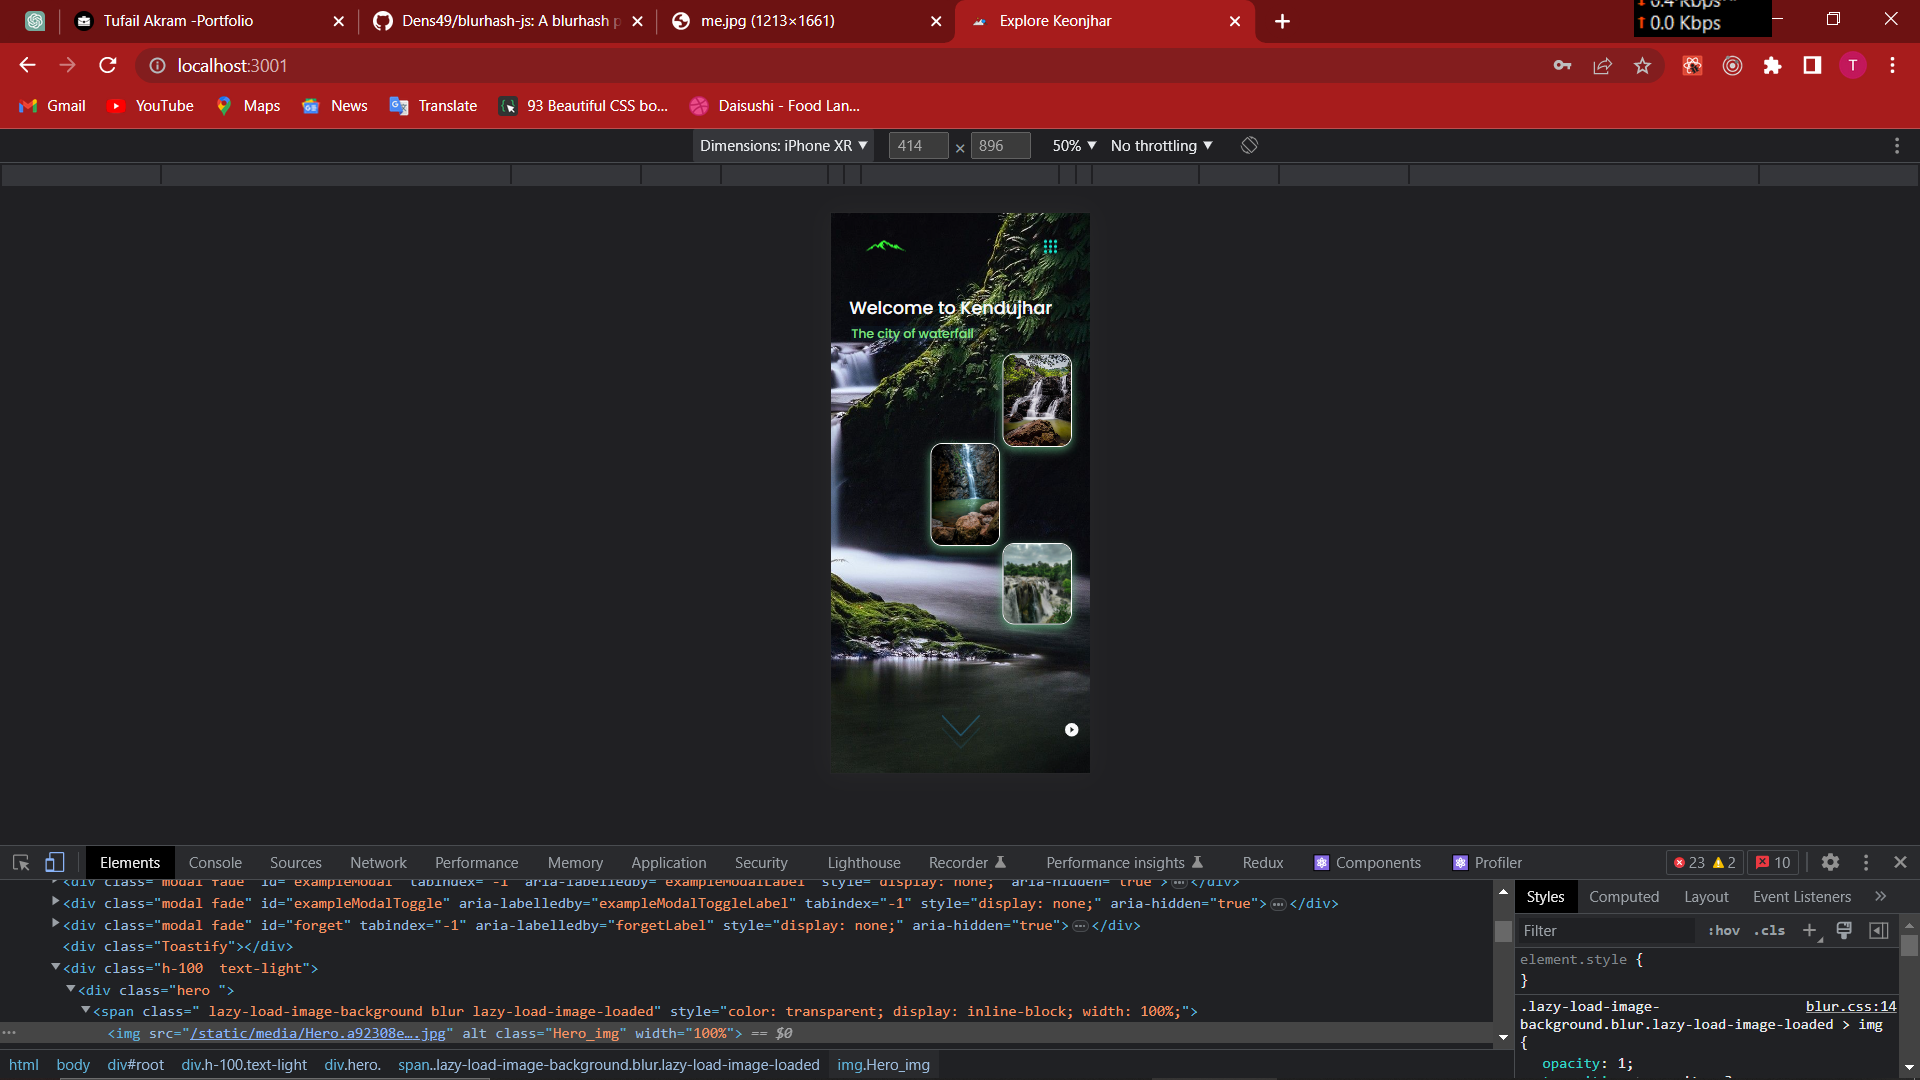 Tufail Akram -Portfolio
Dens49/blurhash-js: A blurhash p
me.jpg (1213×1661)
Explore Keonjhar
0.0 Kbps
localhost:3001
T
Gmail
YouTube
Maps
News
Translate
93 Beautiful CSS bo...
Daisushi - Food Lan...
Dimensions: iPhone XR ▼ 414 × 896 50% ▼ No throttling ▼
Welcome to Kendujhar
The city of waterfall
Elements Console Sources Network Performance Memory Application Security Lighthouse Recorder Performance insights Redux Components Profiler 23 2 10
<div class="modal fade" id="exampleModal" tabindex="-1" aria-labelledby="exampleModalLabel" style="display: none;" aria-hidden="true">…</div>
<div class="modal fade" id="exampleModalToggle" aria-labelledby="exampleModalToggleLabel" tabindex="-1" style="display: none;" aria-hidden="true">…</div>
<div class="modal fade" id="forget" tabindex="-1" aria-labelledby="forgetLabel" style="display: none;" aria-hidden="true">…</div>
<div class="Toastify"></div>
<div class="h-100  text-light">
<div class="hero ">
<span class=" lazy-load-image-background blur lazy-load-image-loaded" style="color: transparent; display: inline-block; width: 100%;">
<img src="/static/media/Hero.a92308e….jpg" alt class="Hero_img" width="100%"> == $0
html body div#root div.h-100.text-light div.hero. span..lazy-load-image-background.blur.lazy-load-image-loaded img.Hero_img
Styles Computed Layout Event Listeners »
Filter :hov .cls +
element.style {
}
.lazy-load-image- blur.css:14
background.blur.lazy-load-image-loaded > img
{
opacity: 1;